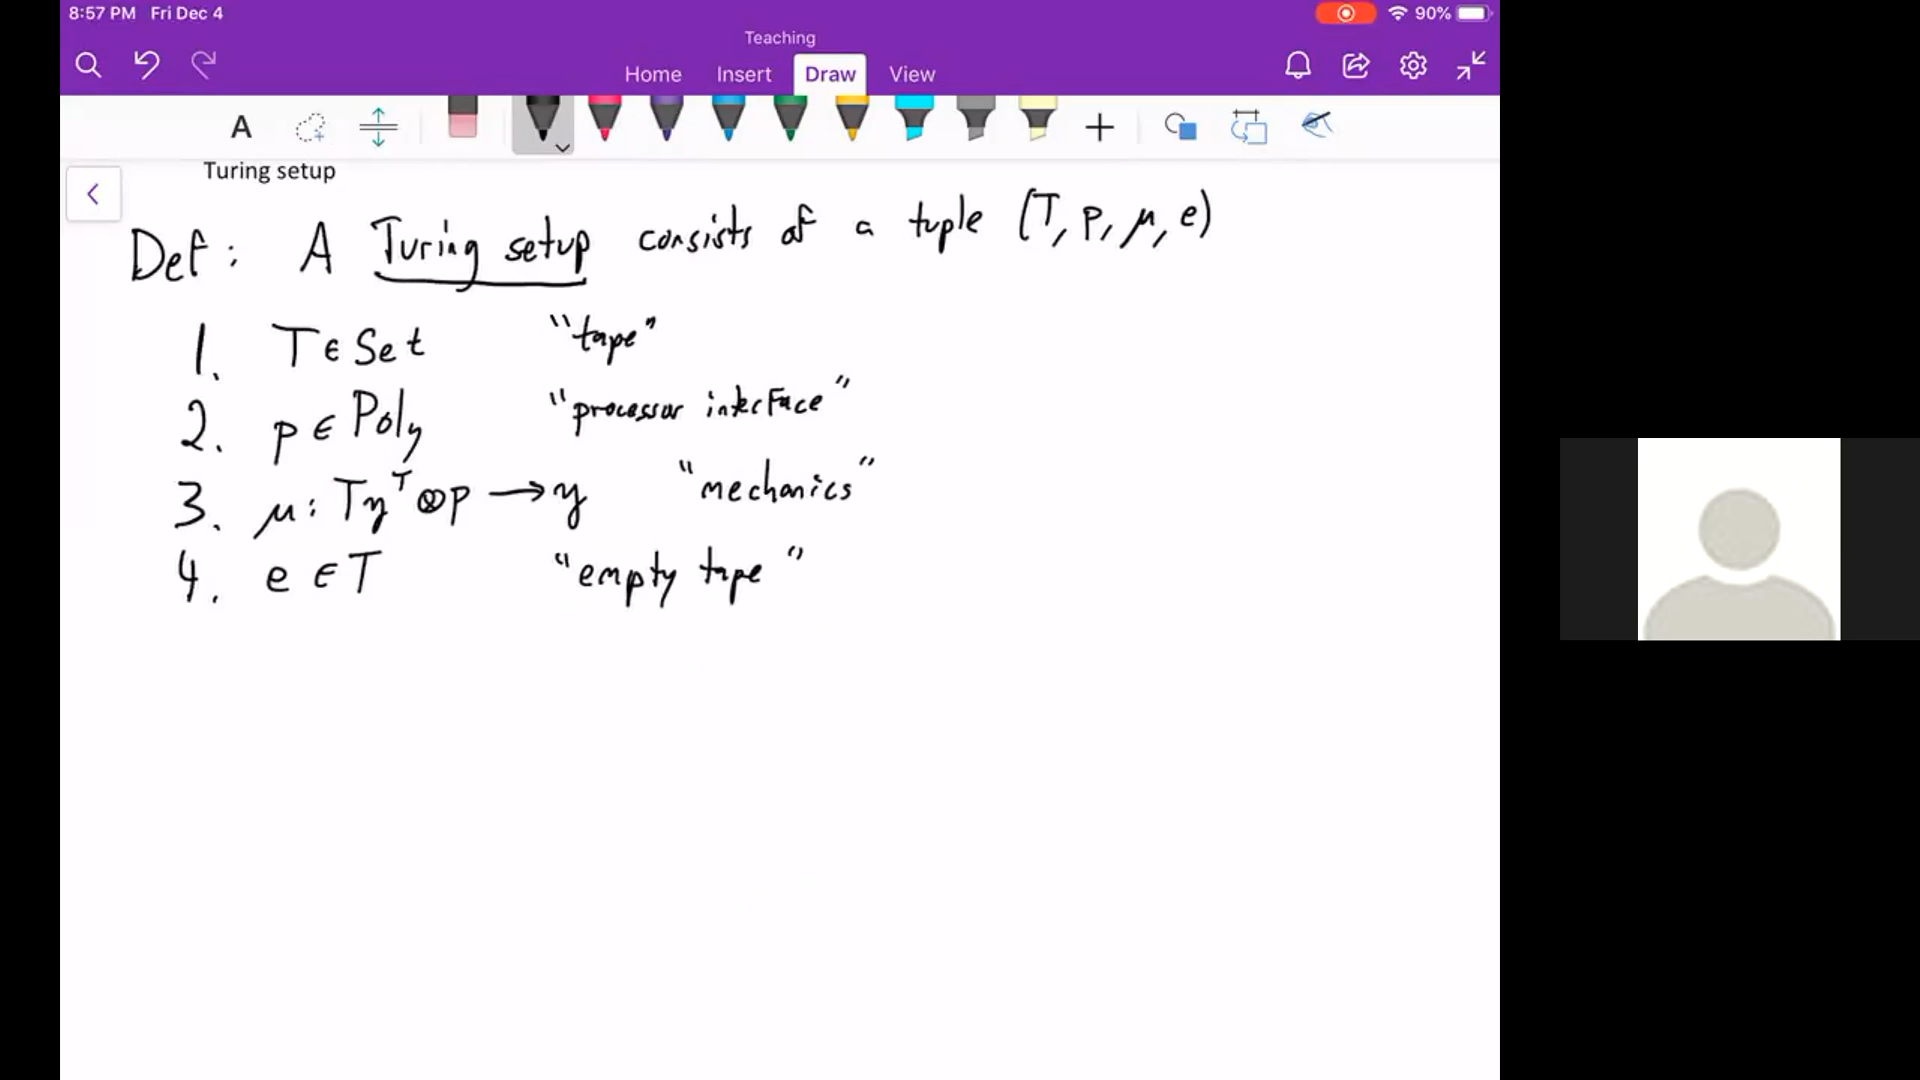 8:57 PM Fri Dec 4
90%
Teaching
Home Insert Draw View
A
Turing setup
Def: A Turing setup consists of a tuple (T, p, μ, e)
1. T ∈ Set "tape"
2. p ∈ Poly "processor interface"
3. μ: Ty^T ⊗ p → y "mechanics"
4. e ∈ T "empty tape"